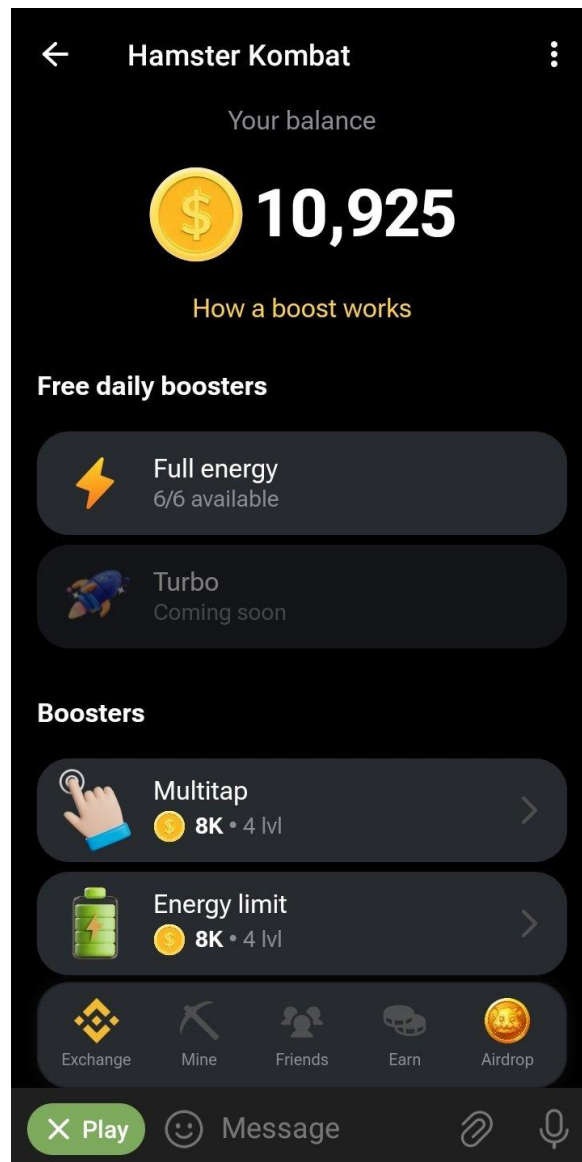 Hamster Kombat
Your balance
$ 10,925
How a boost works
Free daily boosters
Full energy
6/6 available
Turbo
Coming soon
Boosters
Multitap
$ 8K • 4 lvl
Energy limit
$ 8K • 4 lvl
Exchange Mine Friends Earn Airdrop
Play Message